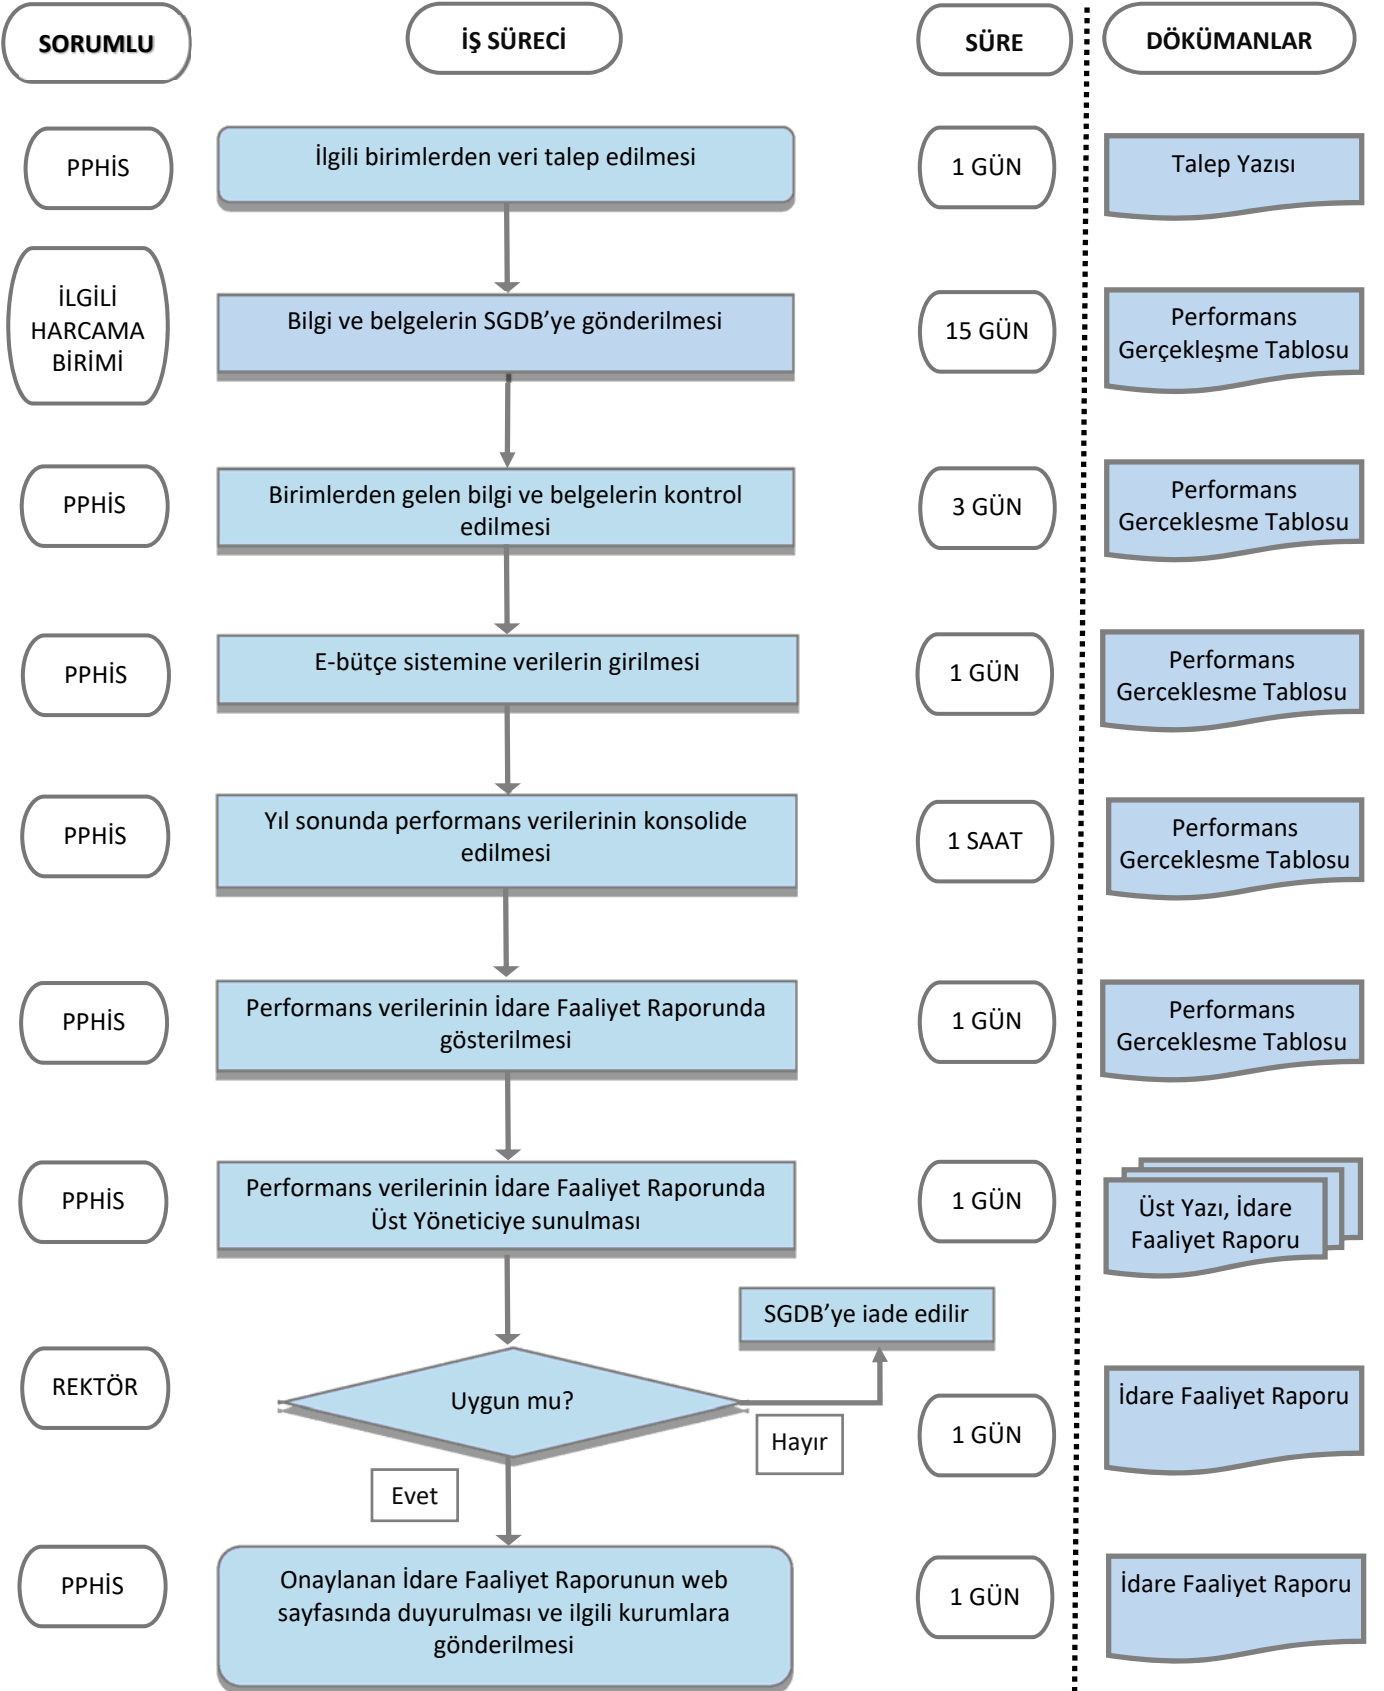 SORUMLU
İŞ SÜRECİ
SÜRE
DÖKÜMANLAR
PPHİS
İlgili birimlerden veri talep edilmesi
1 GÜN
Talep Yazısı
İLGİLİ
HARCAMA
BİRİMİ
Bilgi ve belgelerin SGDB’ye gönderilmesi
15 GÜN
Performans
Gerçekleşme Tablosu
PPHİS
Birimlerden gelen bilgi ve belgelerin kontrol
edilmesi
3 GÜN
Performans
Gerçekleşme Tablosu
PPHİS
E-bütçe sistemine verilerin girilmesi
1 GÜN
Performans
Gerçekleşme Tablosu
PPHİS
Yıl sonunda performans verilerinin konsolide
edilmesi
1 SAAT
Performans
Gerçekleşme Tablosu
PPHİS
Performans verilerinin İdare Faaliyet Raporunda
gösterilmesi
1 GÜN
Performans
Gerçekleşme Tablosu
PPHİS
Performans verilerinin İdare Faaliyet Raporunda
Üst Yöneticiye sunulması
1 GÜN
Üst Yazı, İdare
Faaliyet Raporu
SGDB’ye iade edilir
REKTÖR
Uygun mu?
Hayır
1 GÜN
İdare Faaliyet Raporu
Evet
PPHİS
Onaylanan İdare Faaliyet Raporunun web
sayfasında duyurulması ve ilgili kurumlara
gönderilmesi
1 GÜN
İdare Faaliyet Raporu